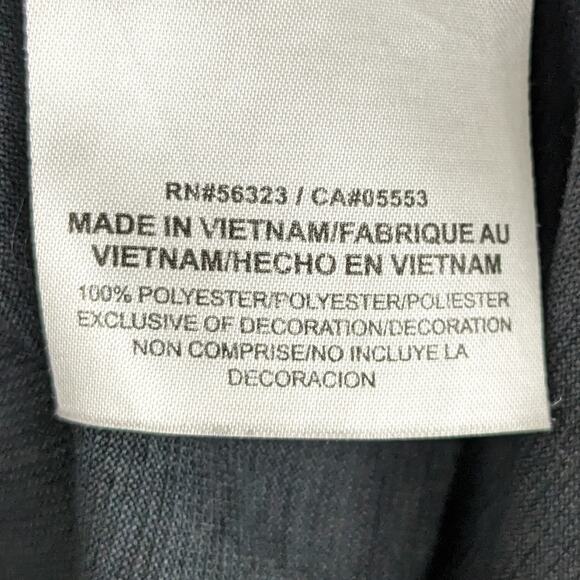 RN#56323 / CA#05553
MADE IN VIETNAM/FABRIQUE AU
VIETNAM/HECHO EN VIETNAM
100% POLYESTER/POLYESTER/POLIESTER
EXCLUSIVE OF DECORATION/DECORATION
NON COMPRISE/NO INCLUYE LA
DECORACION